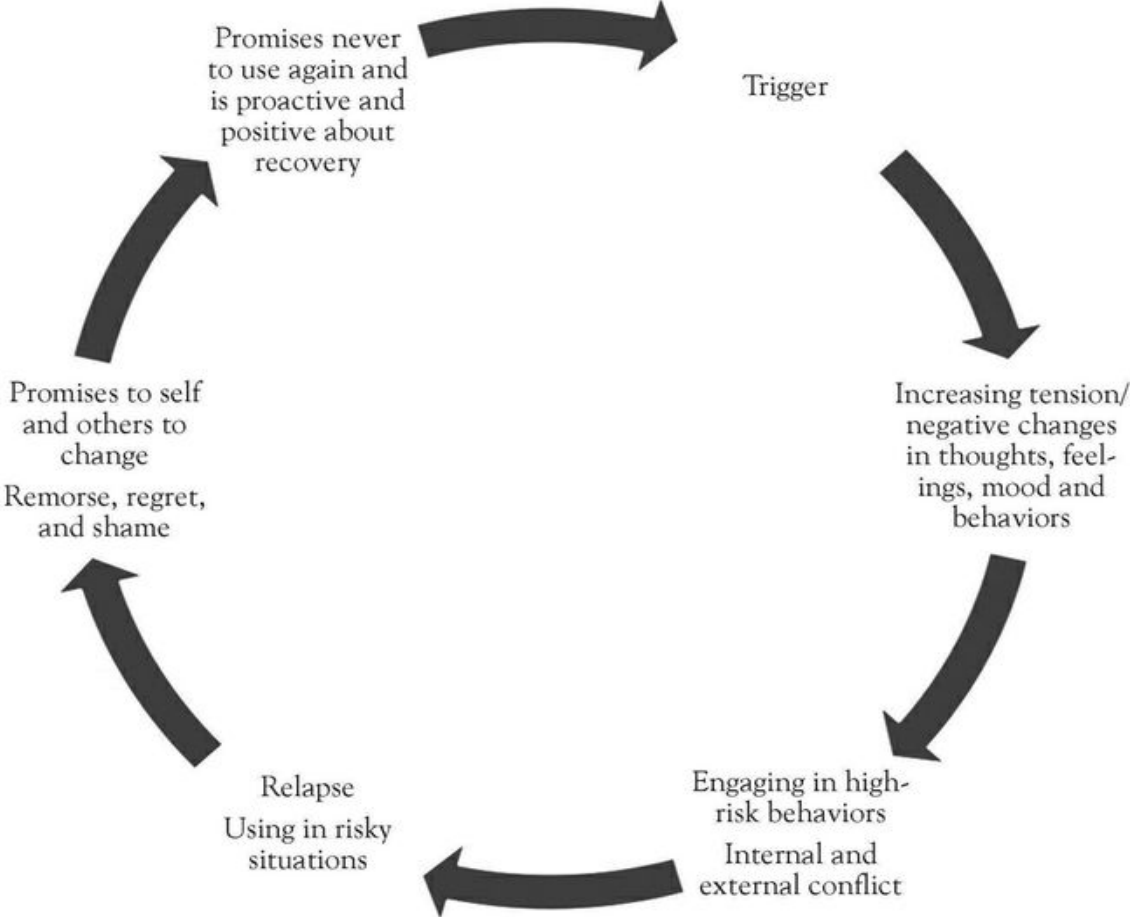 Promises never
to use again and
is proactive and
positive about
recovery
Trigger
Increasing tension/
negative changes
in thoughts, feel-
ings, mood and
behaviors
Engaging in high-
risk behaviors
Internal and
external conflict
Relapse
Using in risky
situations
Promises to self
and others to
change
Remorse, regret,
and shame